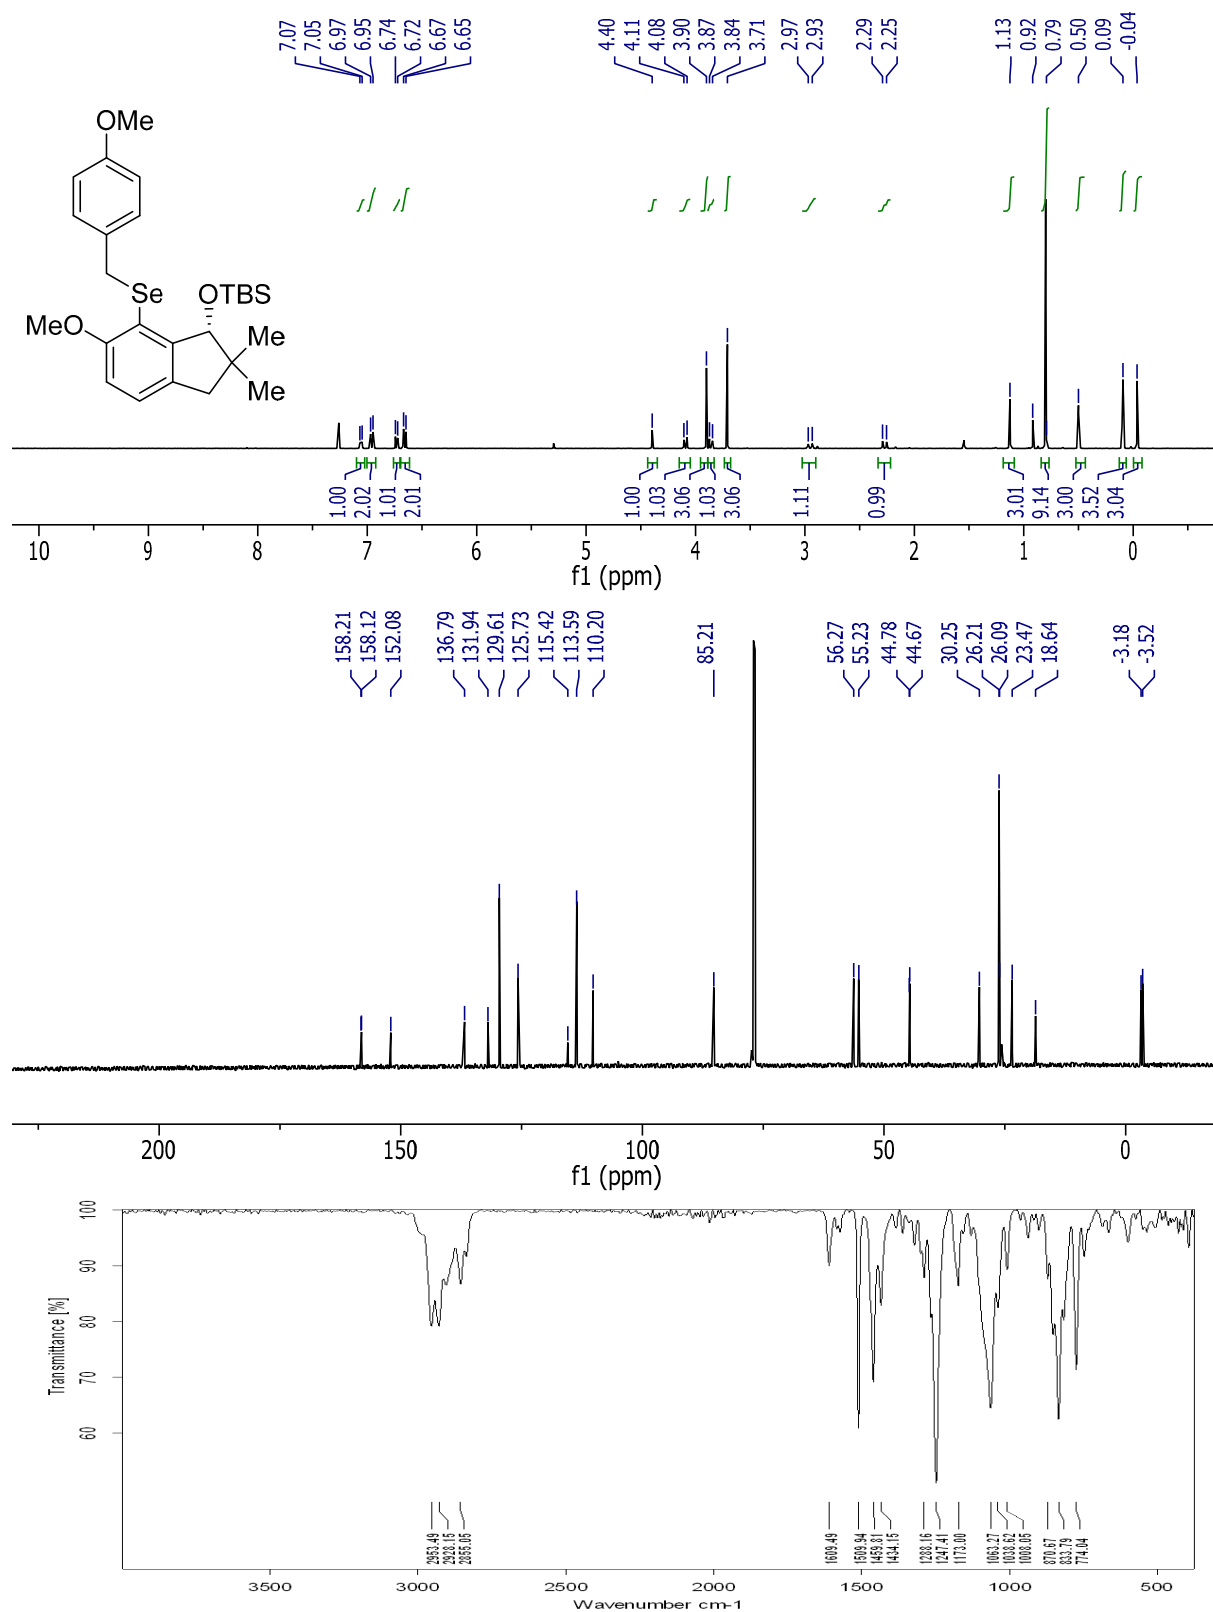 7.07 7.05 6.97 6.95 6.74 6.72 6.67 6.65 4.40 4.11 4.08 3.90 3.87 3.84 3.71 2.97 2.93 2.29 2.25 1.13 0.92 0.79 0.50 0.09 -0.04
OMe
Se
OTBS
MeO
Me
Me
1.00 2.02 1.01 2.01 1.00 1.03 3.06 1.03 3.06 1.11 0.99 3.01 9.14 3.00 3.52 3.04
10 9 8 7 6 5 4 3 2 1 0
f1 (ppm)
158.21 158.12 152.08 136.79 131.94 129.61 125.73 115.42 113.59 110.20 85.21 56.27 55.23 44.78 44.67 30.25 26.21 26.09 23.47 18.64 -3.18 -3.52
200 150 100 50 0
f1 (ppm)
100
90
80
70
60
Transmittance [%]
2953.49 2928.15 2855.05 1609.49 1509.94 1459.81 1434.15 1288.16 1247.41 1173.00 1063.27 1038.62 1008.05 870.67 833.79 774.04
3500 3000 2500 2000 1500 1000 500
Wavenumber cm-1